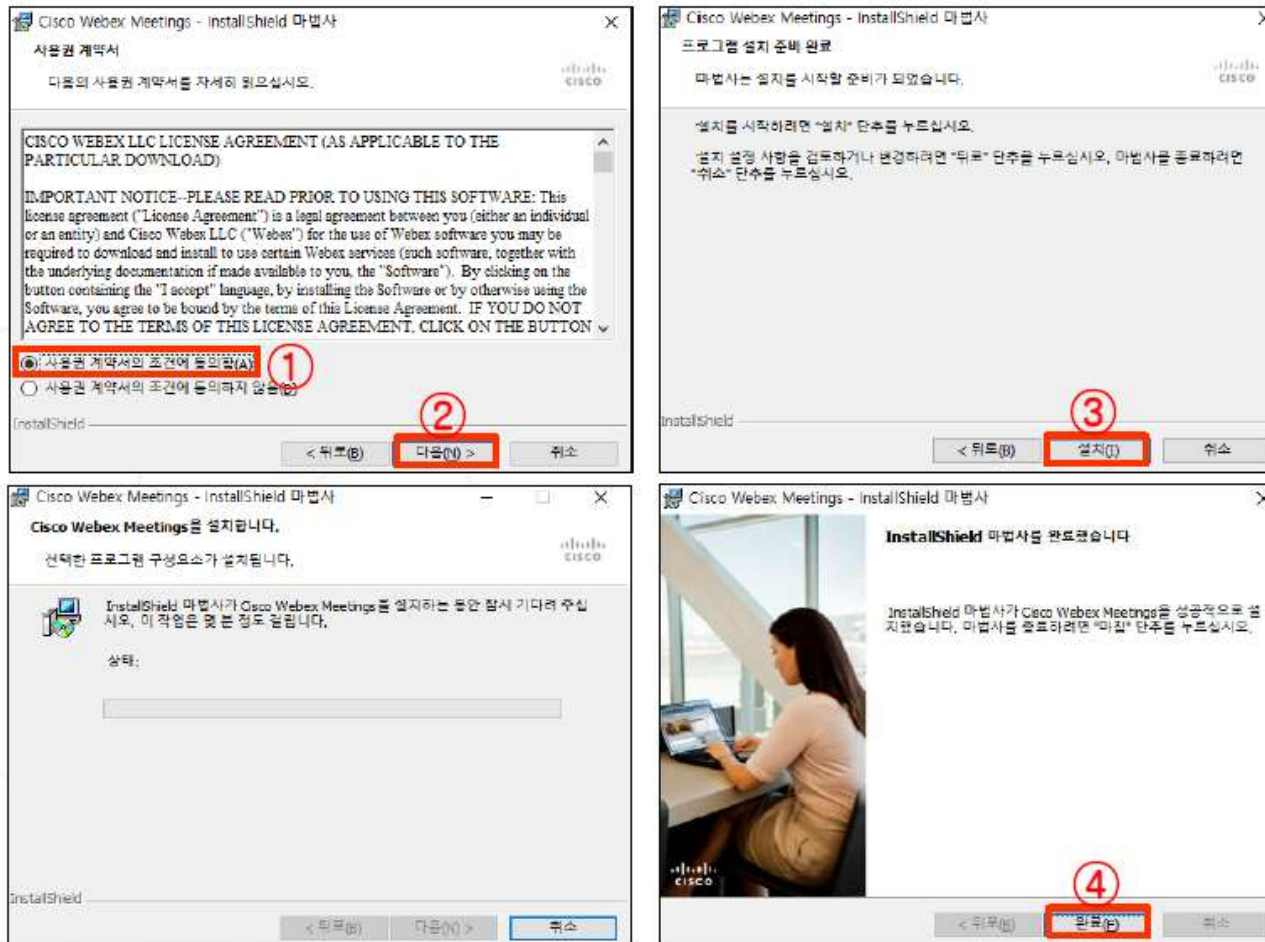 Cisco Webex Meetings - InstallShield 마법사
사용권 계약서
다음의 사용권 계약서를 자세히 읽으십시오.
CISCO
CISCO WEBEX LLC LICENSE AGREEMENT (AS APPLICABLE TO THE
PARTICULAR DOWNLOAD)
IMPORTANT NOTICE--PLEASE READ PRIOR TO USING THIS SOFTWARE: This
license agreement ("License Agreement") is a legal agreement between you (either an individual
or an entity) and Cisco Webex LLC ("Webex") for the use of Webex software you may be
required to download and install to use certain Webex services (such software, together with
the underlying documentation if made available to you, the "Software"). By clicking on the
button containing the "I accept" language, by installing the Software or by otherwise using the
Software, you agree to be bound by the terms of this License Agreement. IF YOU DO NOT
AGREE TO THE TERMS OF THIS LICENSE AGREEMENT, CLICK ON THE BUTTON
사용권 계약서의 조건에 동의함(A) ①
사용권 계약서의 조건에 동의하지 않음(D)
②
InstallShield
< 뒤로(B) 다음(N) > 취소
Cisco Webex Meetings - InstallShield 마법사
프로그램 설치 준비 완료
마법사는 설치를 시작할 준비가 되었습니다.
CISCO
설치를 시작하려면 "설치" 단추를 누르십시오.
설치 설정 사항을 검토하거나 변경하려면 "뒤로" 단추를 누르십시오. 마법사를 종료하려면
"취소" 단추를 누르십시오.
③
InstallShield
< 뒤로(B) 설치(I) 취소
Cisco Webex Meetings - InstallShield 마법사
Cisco Webex Meetings을 설치합니다.
선택한 프로그램 구성요소가 설치됩니다.
CISCO
InstallShield 마법사가 Cisco Webex Meetings를 설치하는 동안 잠시 기다려 주십
시오. 이 작업은 몇 분 정도 걸립니다.
상태:
InstallShield
< 뒤로(B) 다음(N) > 취소
Cisco Webex Meetings - InstallShield 마법사
InstallShield 마법사를 완료했습니다
InstallShield 마법사가 Cisco Webex Meetings을 성공적으로 설
치했습니다. 마법사를 종료하려면 "마침" 단추를 누르십시오.
CISCO
④
< 뒤로(B) 완료(F) 취소